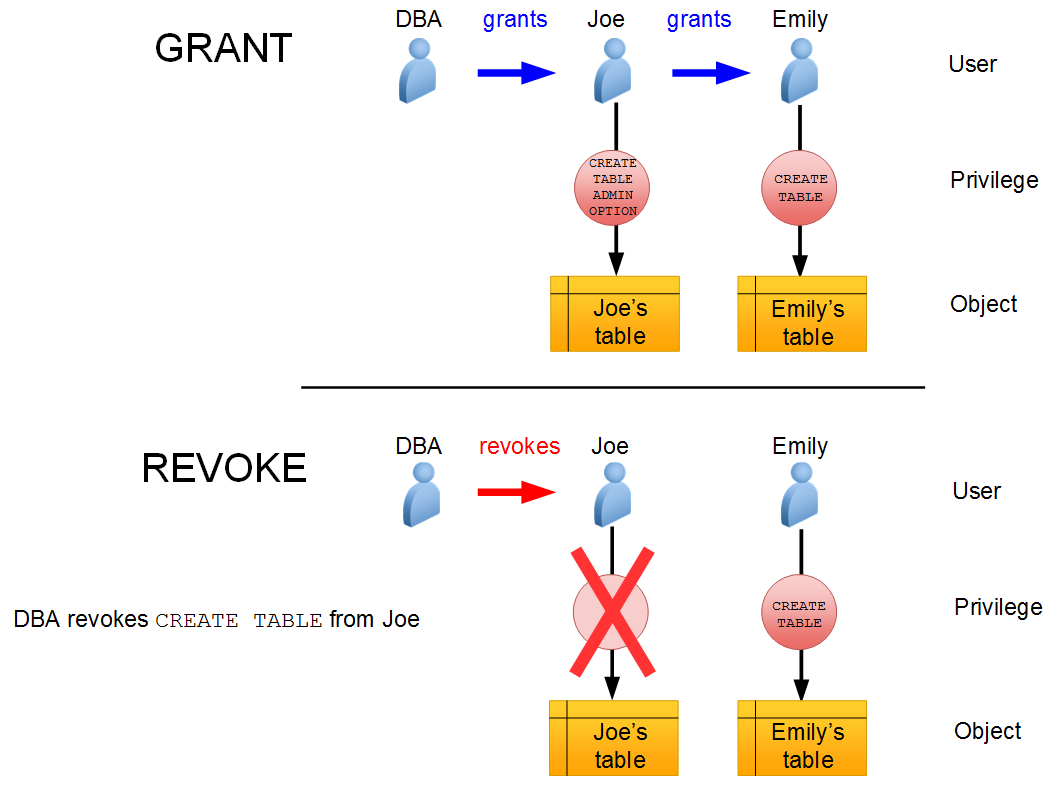 DBA grants Joe grants Emily
GRANT
User
CREATE
TABLE
ADMIN
OPTION
CREATE
TABLE
Privilege
Joe's
table
Emily's
table
Object
DBA revokes Joe Emily
REVOKE
User
DBA revokes CREATE TABLE from Joe
CREATE
TABLE
Privilege
Joe's
table
Emily's
table
Object